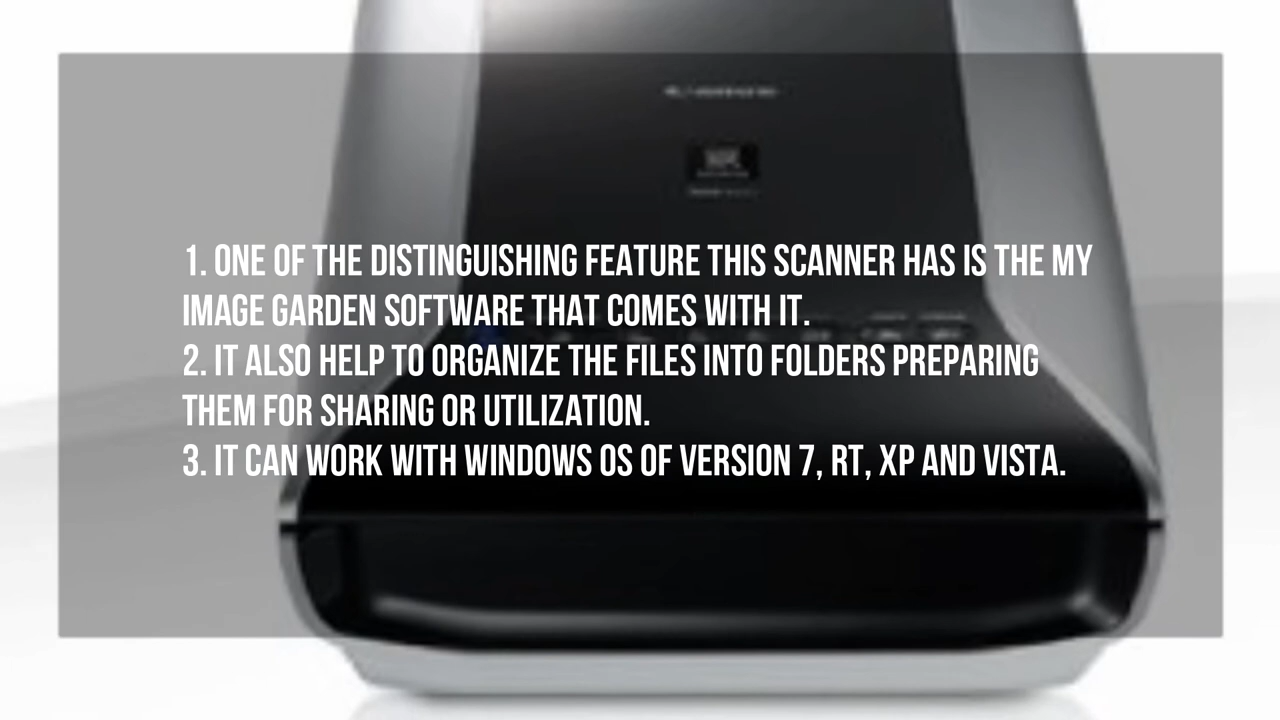 1. ONE OF THE DISTINGUISHING FEATURE THIS SCANNER HAS IS THE MY
IMAGE GARDEN SOFTWARE THAT COMES WITH IT.
2. IT ALSO HELP TO ORGANIZE THE FILES INTO FOLDERS PREPARING
THEM FOR SHARING OR UTILIZATION.
3. IT CAN WORK WITH WINDOWS OS OF VERSION 7, RT, XP AND VISTA.